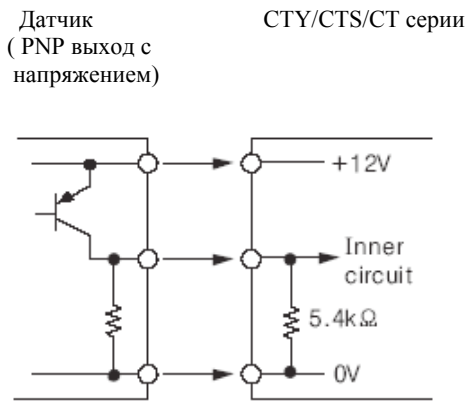 Датчик CTY/CTS/CT серии
( PNP выход с
напряжением)
+12V
Inner
circuit
5.4kΩ
0V